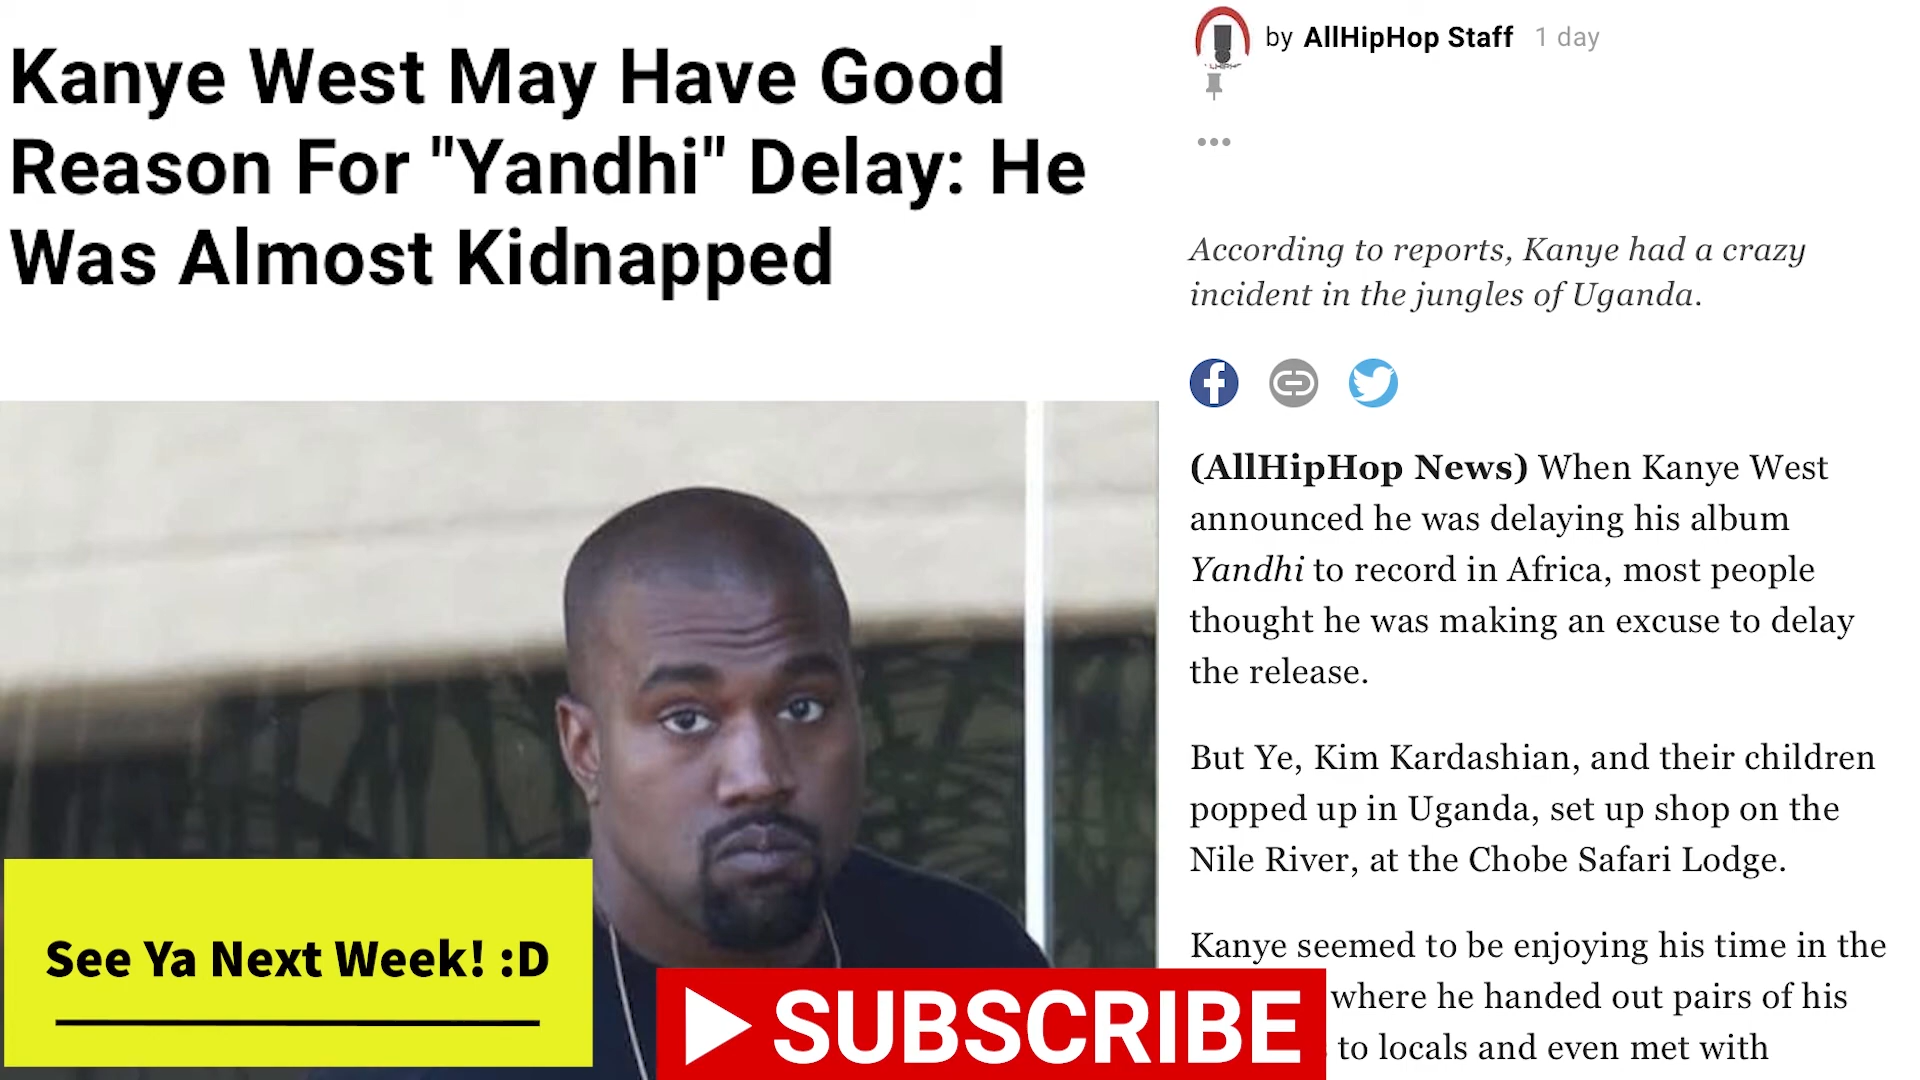 Kanye West May Have Good
Reason For "Yandhi" Delay: He
Was Almost Kidnapped
by AllHipHop Staff 1 day
According to reports, Kanye had a crazy
incident in the jungles of Uganda.
(AllHipHop News) When Kanye West
announced he was delaying his album
Yandhi to record in Africa, most people
thought he was making an excuse to delay
the release.
But Ye, Kim Kardashian, and their children
popped up in Uganda, set up shop on the
Nile River, at the Chobe Safari Lodge.
Kanye seemed to be enjoying his time in the
where he handed out pairs of his
to locals and even met with
See Ya Next Week! :D
SUBSCRIBE